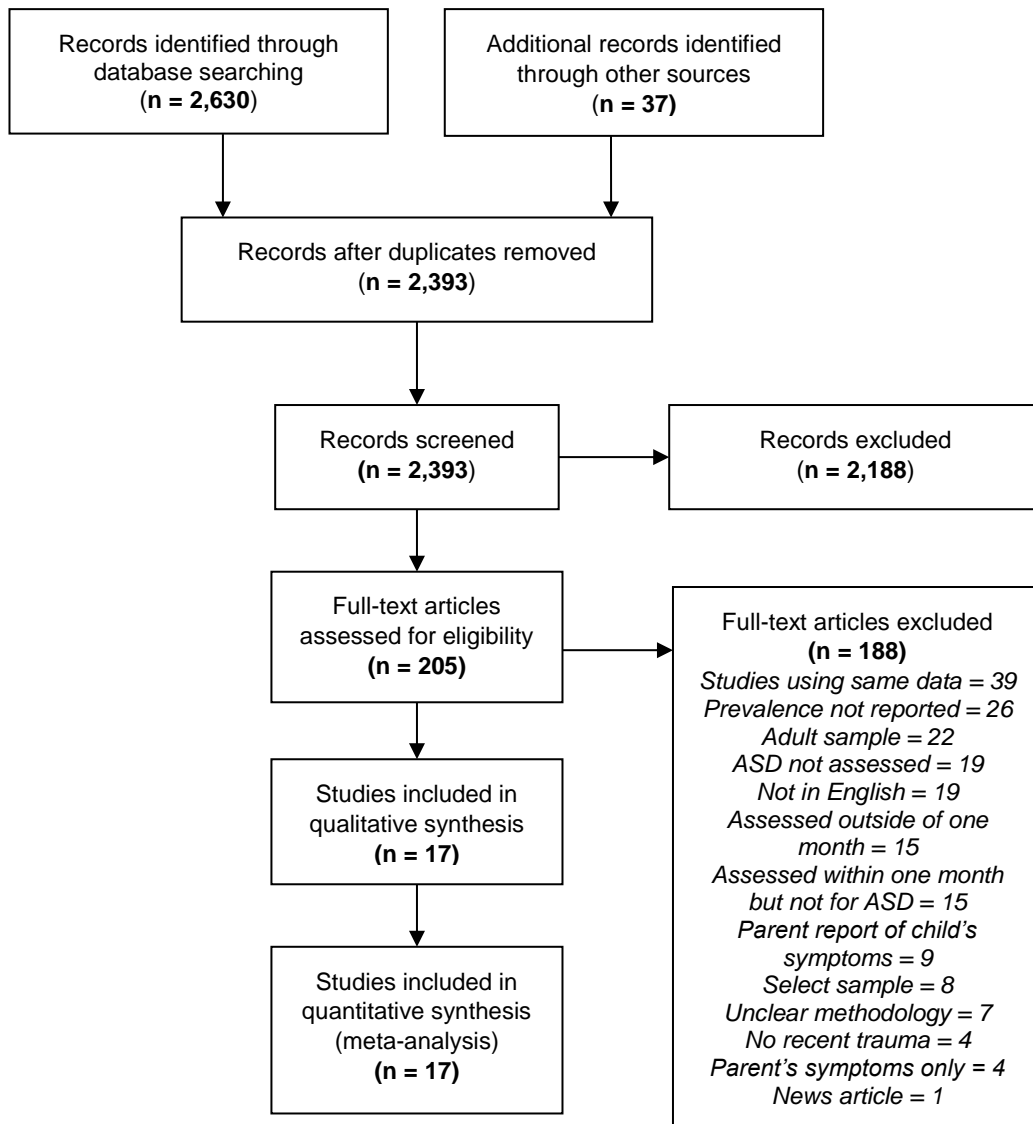 Records identified through
database searching
(n = 2,630)
Additional records identified
through other sources
(n = 37)
Records after duplicates removed
(n = 2,393)
Records screened
(n = 2,393)
Records excluded
(n = 2,188)
Full-text articles
assessed for eligibility
(n = 205)
Full-text articles excluded
(n = 188)
Studies using same data = 39
Prevalence not reported = 26
Adult sample = 22
ASD not assessed = 19
Not in English = 19
Assessed outside of one
month = 15
Assessed within one month
but not for ASD = 15
Parent report of child's
symptoms = 9
Select sample = 8
Unclear methodology = 7
No recent trauma = 4
Parent's symptoms only = 4
News article = 1
Studies included in
qualitative synthesis
(n = 17)
Studies included in
quantitative synthesis
(meta-analysis)
(n = 17)